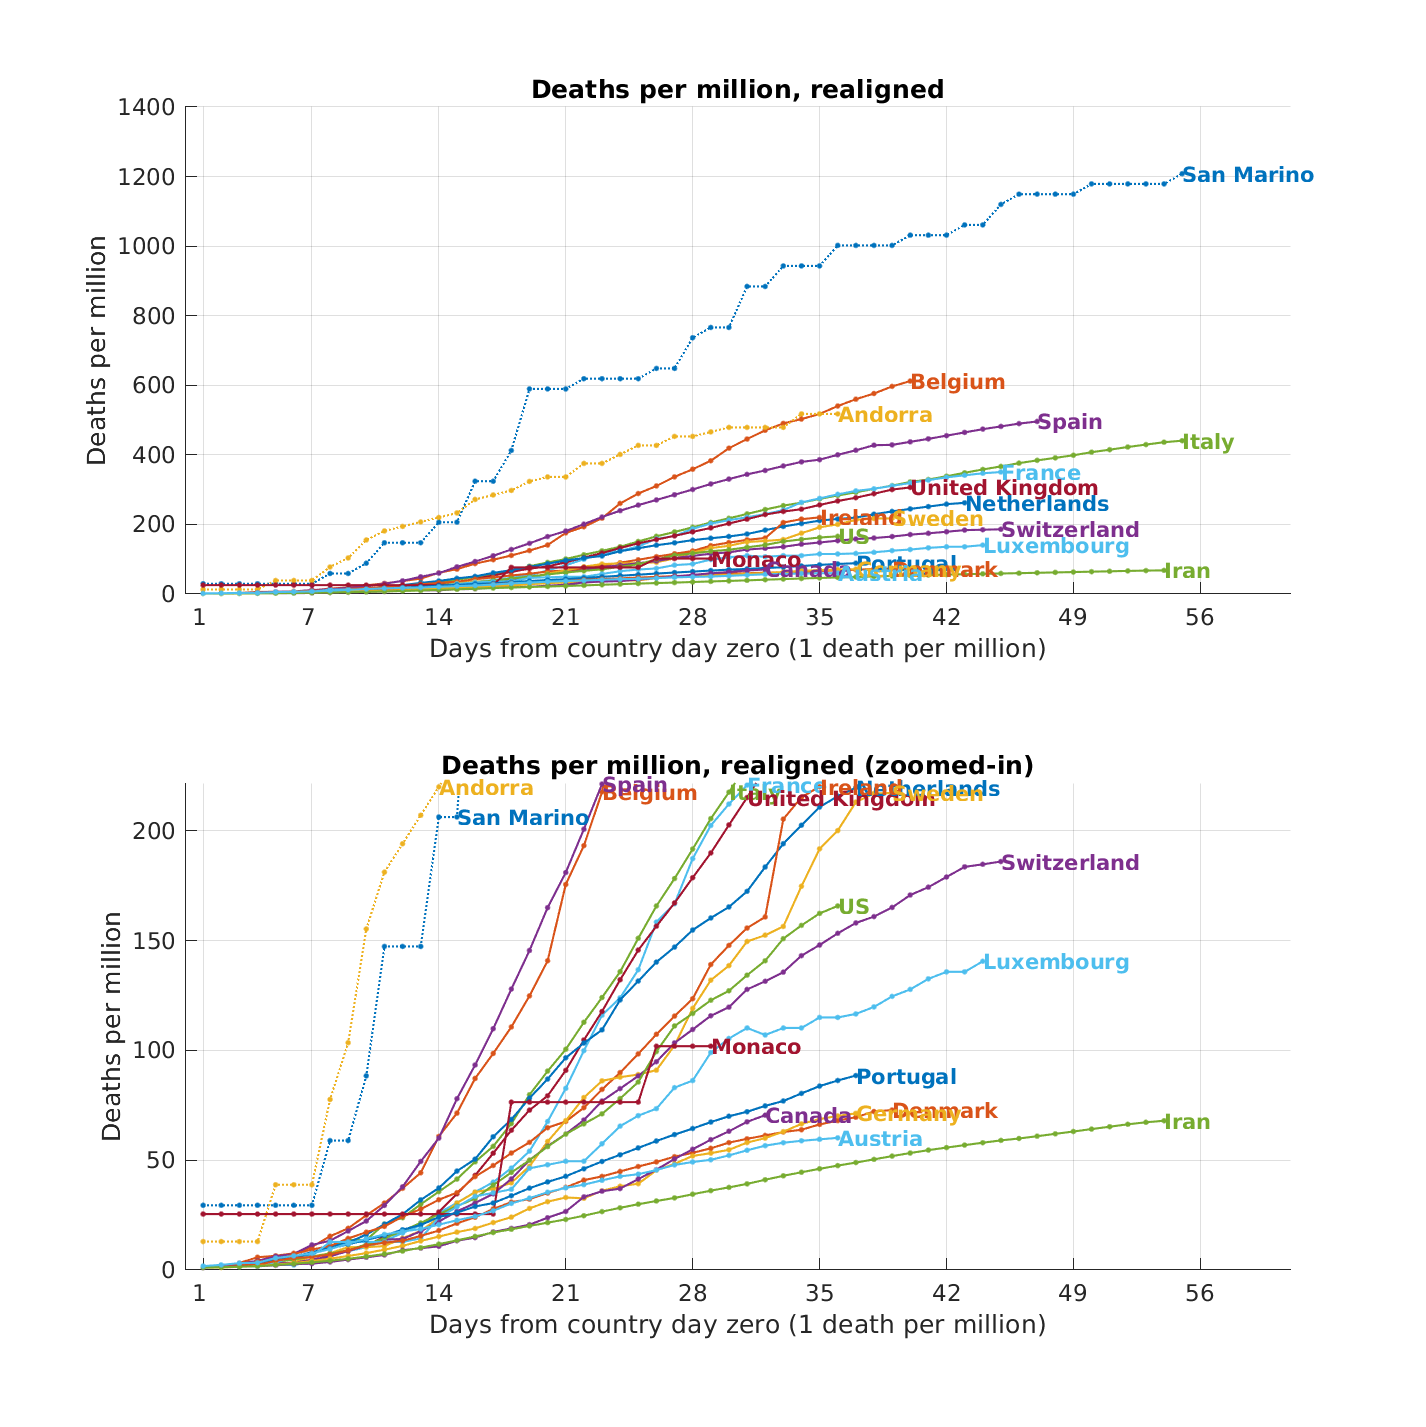 Deaths per million, realigned
1400
1200
1000
800
600
400
200
0
Deaths per million
San Marino
Belgium
Andorra
Spain
Italy
France
United Kingdom
Netherlands
Ireland
Sweden
Switzerland
US
Luxembourg
Monaco
Portugal
Canada
Germany
Denmark
Austria
Iran
1 7 14 21 28 35 42 49 56
Days from country day zero (1 death per million)
Deaths per million, realigned (zoomed-in)
200
150
100
50
0
Deaths per million
Andorra
Spain
Belgium
Italy
France
Ireland
Netherlands
Sweden
United Kingdom
San Marino
Switzerland
US
Luxembourg
Monaco
Portugal
Canada
Germany
Denmark
Iran
Austria
1 7 14 21 28 35 42 49 56
Days from country day zero (1 death per million)